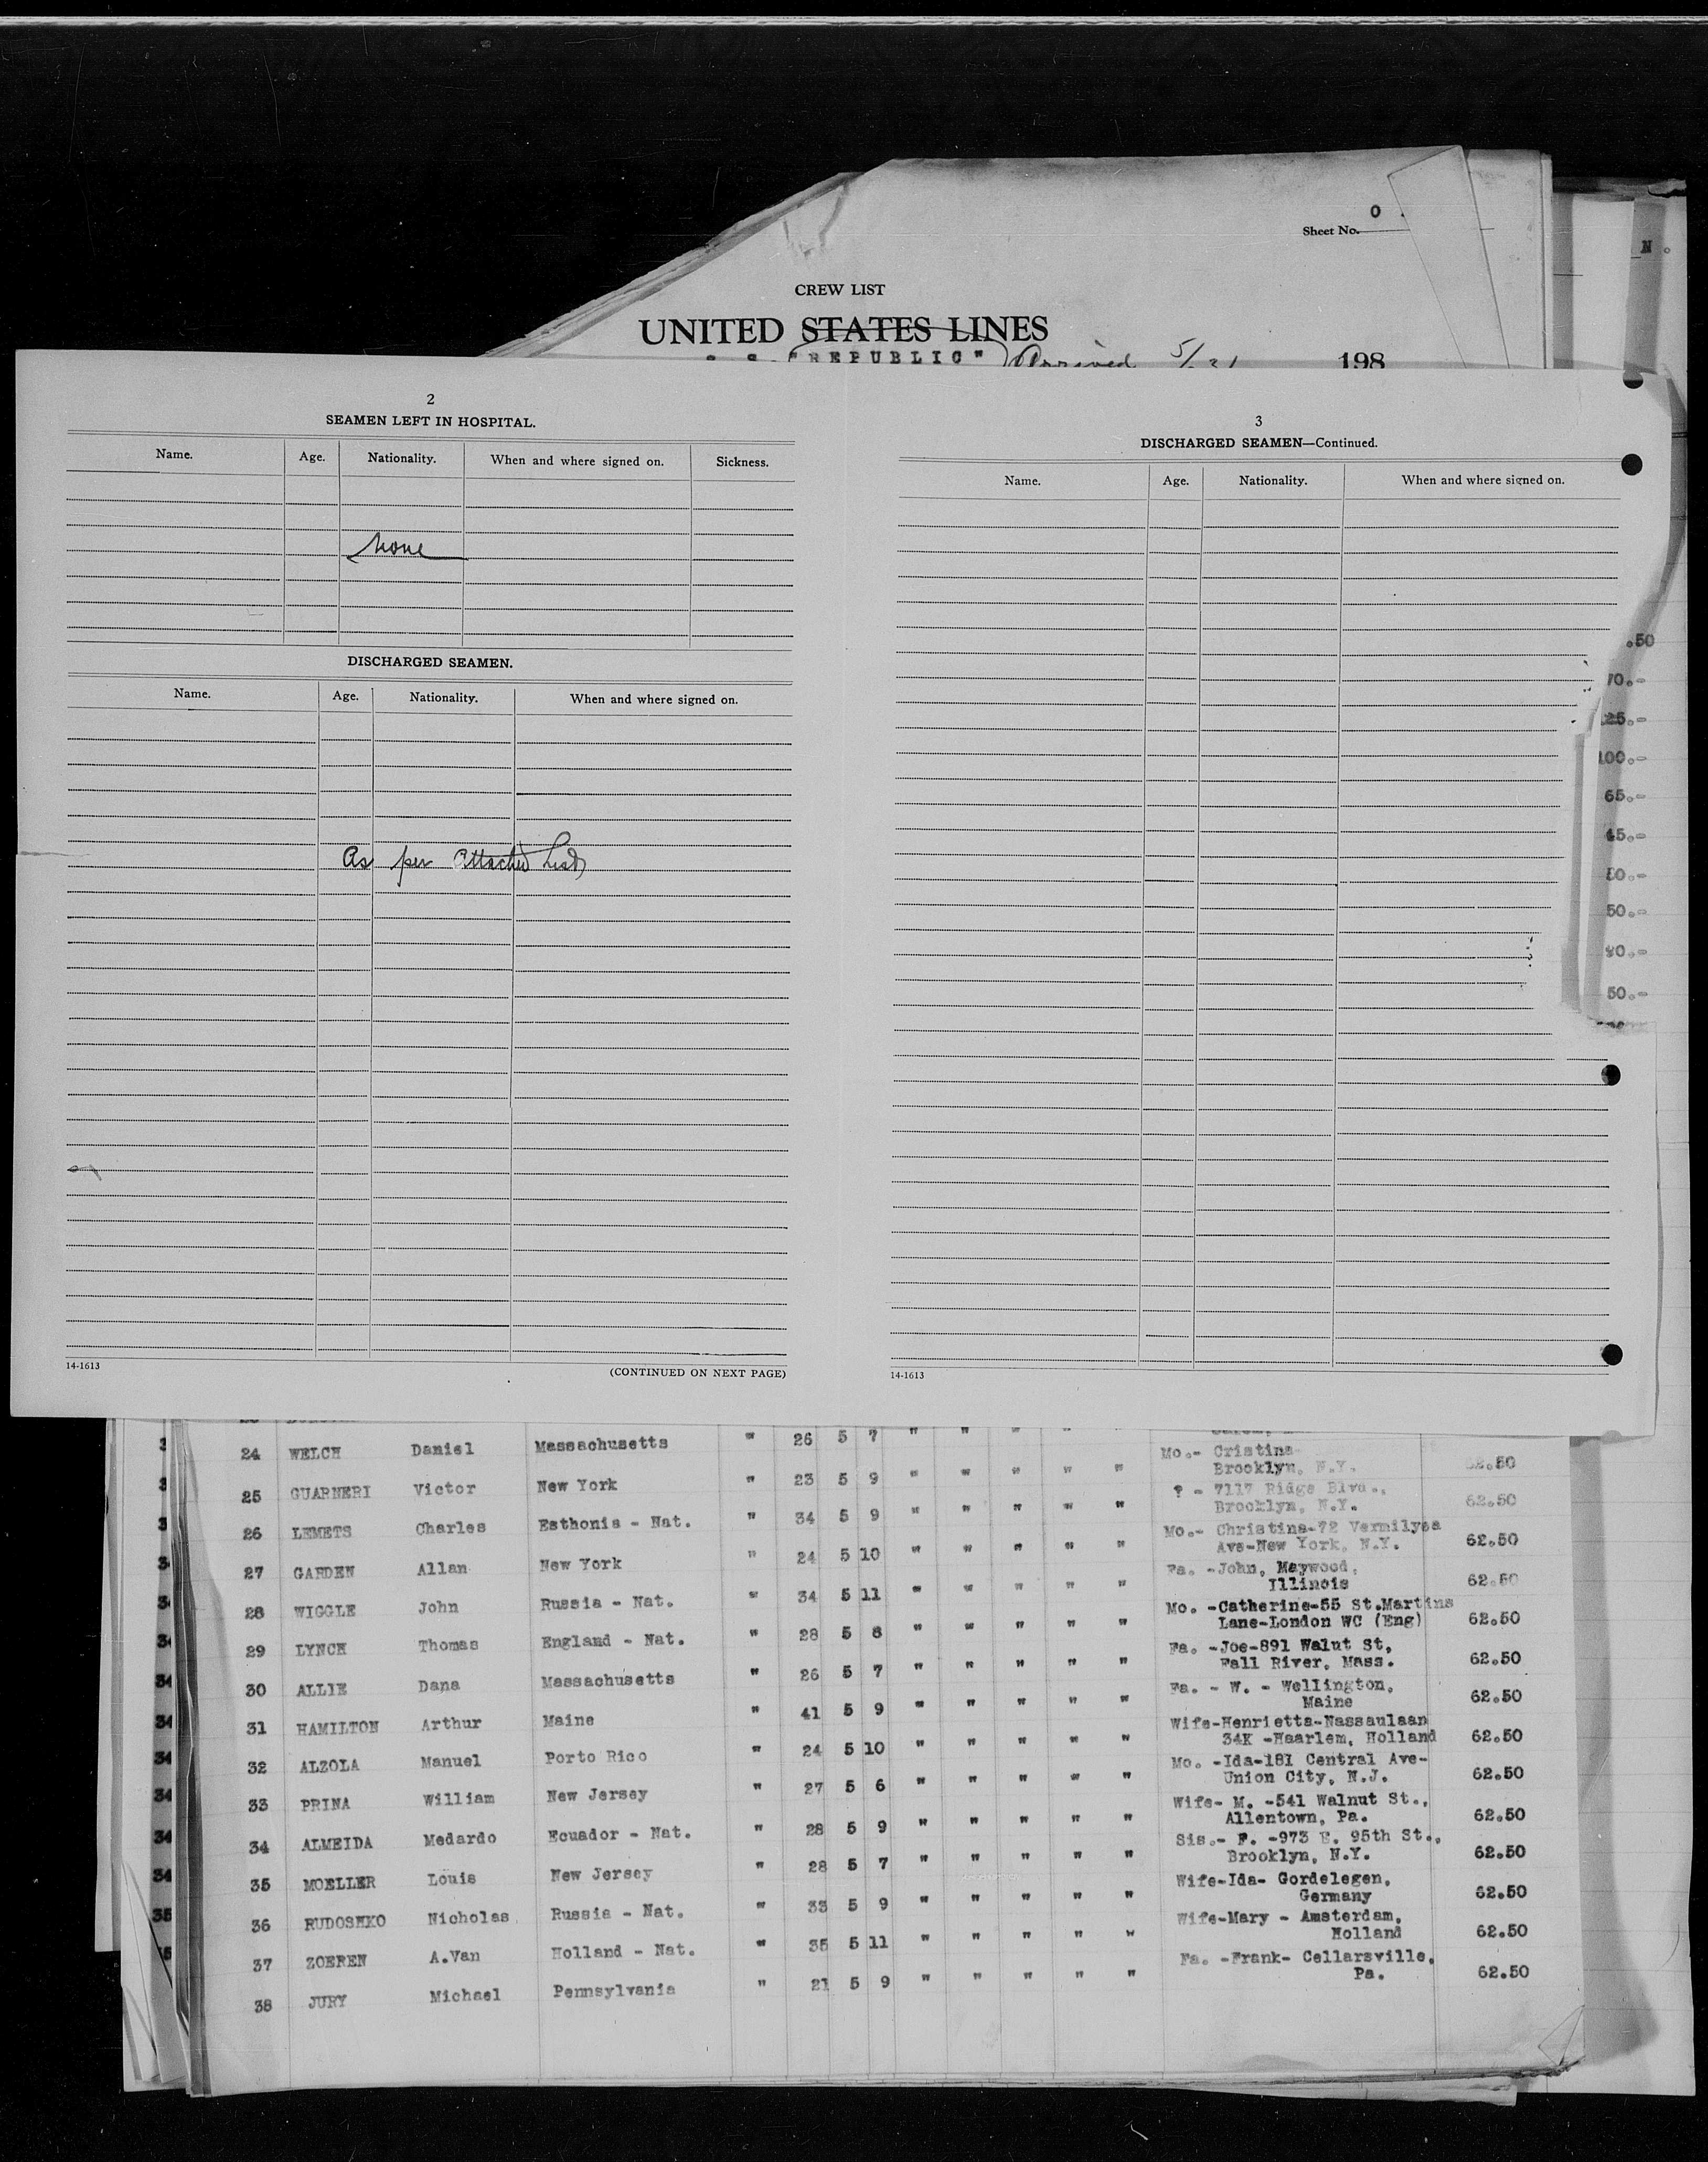 Sheet No. 0
N.
CREW LIST
UNITED STATES LINES
"REPUBLIC" Arrived 5/31 198
2
SEAMEN LEFT IN HOSPITAL.
Name. Age. Nationality. When and where signed on. Sickness.
None
DISCHARGED SEAMEN.
Name. Age. Nationality. When and where signed on.
As per attached List
14-1613
(CONTINUED ON NEXT PAGE)
3
DISCHARGED SEAMEN—Continued.
Name. Age. Nationality. When and where signed on.
14-1613
.50
70.-
25.-
100.-
65.-
45.-
50.-
50.-
24 WELCH Daniel Massachusetts " 26 5 7 " " " "
Mo.- Cristina
Brooklyn, N.Y. .50
25 GUARNERI Victor New York " 23 5 9 " " " " "
? - 7117 Ridge Blvd.,
Brooklyn, N.Y. 62.50
26 LEMETS Charles Esthonia - Nat. " 34 5 9 " " " " "
Mo.- Christina-72 Vermilyea
Ave-New York, N.Y. 62.50
27 GARDEN Allan New York " 24 5 10 " " " " "
Fa. -John, Maywood,
Illinois 62.50
28 WIGGLE John Russia - Nat. " 34 5 11 " " " " "
Mo. -Catherine-55 St.Martins
Lane-London WC (Eng) 62.50
29 LYNCH Thomas England - Nat. " 28 5 8 " " " " "
Fa. -Joe-891 Walut St,
Fall River, Mass. 62.50
30 ALLIE Dana Massachusetts " 26 5 7 " " " " "
Fa. - W. - Wellington,
Maine 62.50
31 HAMILTON Arthur Maine " 41 5 9 " " " " "
Wife-Henrietta-Nassaulaan
34K -Haarlem, Holland 62.50
32 ALZOLA Manuel Porto Rico " 24 5 10 " " " " "
Mo. -Ida-181 Central Ave-
Union City, N.J. 62.50
33 PRINA William New Jersey " 27 5 6 " " " " "
Wife- M. -541 Walnut St.,
Allentown, Pa. 62.50
34 ALMEIDA Medardo Ecuador - Nat. " 28 5 9 " " " " "
Sis.- F. -973 E. 95th St.,
Brooklyn, N.Y. 62.50
35 MOELLER Louis New Jersey " 28 5 7 " " " " "
Wife-Ida- Gordelegen,
Germany 62.50
36 RUDOSHKO Nicholas Russia - Nat. " 33 5 9 " " " " "
Wife-Mary - Amsterdam,
Holland 62.50
37 ZOEREN A.Van Holland - Nat. " 35 5 11 " " " " "
Fa. -Frank- Cellarsville,
Pa. 62.50
38 JURY Michael Pennsylvania " 21 5 9 " " " " "